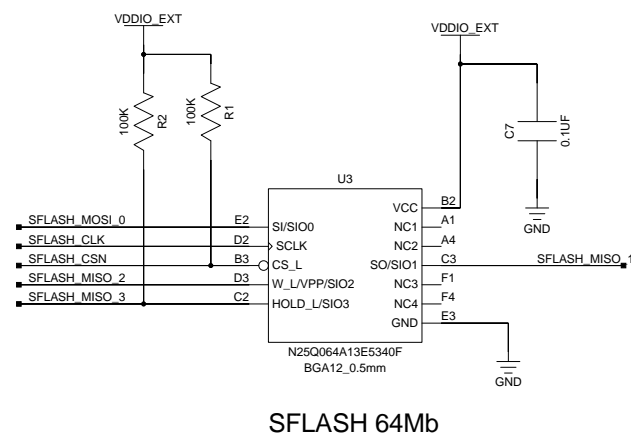 VDDIO_EXT
VDDIO_EXT
100K
R2
100K
R1
C7
0.1UF
GND
U3
SFLASH_MOSI_0 E2 SI/SIO0
SFLASH_CLK D2 SCLK
SFLASH_CSN B3 CS_L
SFLASH_MISO_2 D3 W_L/VPP/SIO2
SFLASH_MISO_3 C2 HOLD_L/SIO3
VCC B2
NC1 A1
NC2 A4
SO/SIO1 C3 SFLASH_MISO_1
NC3 F1
NC4 F4
GND E3
N25Q064A13E5340F
BGA12_0.5mm
GND
SFLASH 64Mb